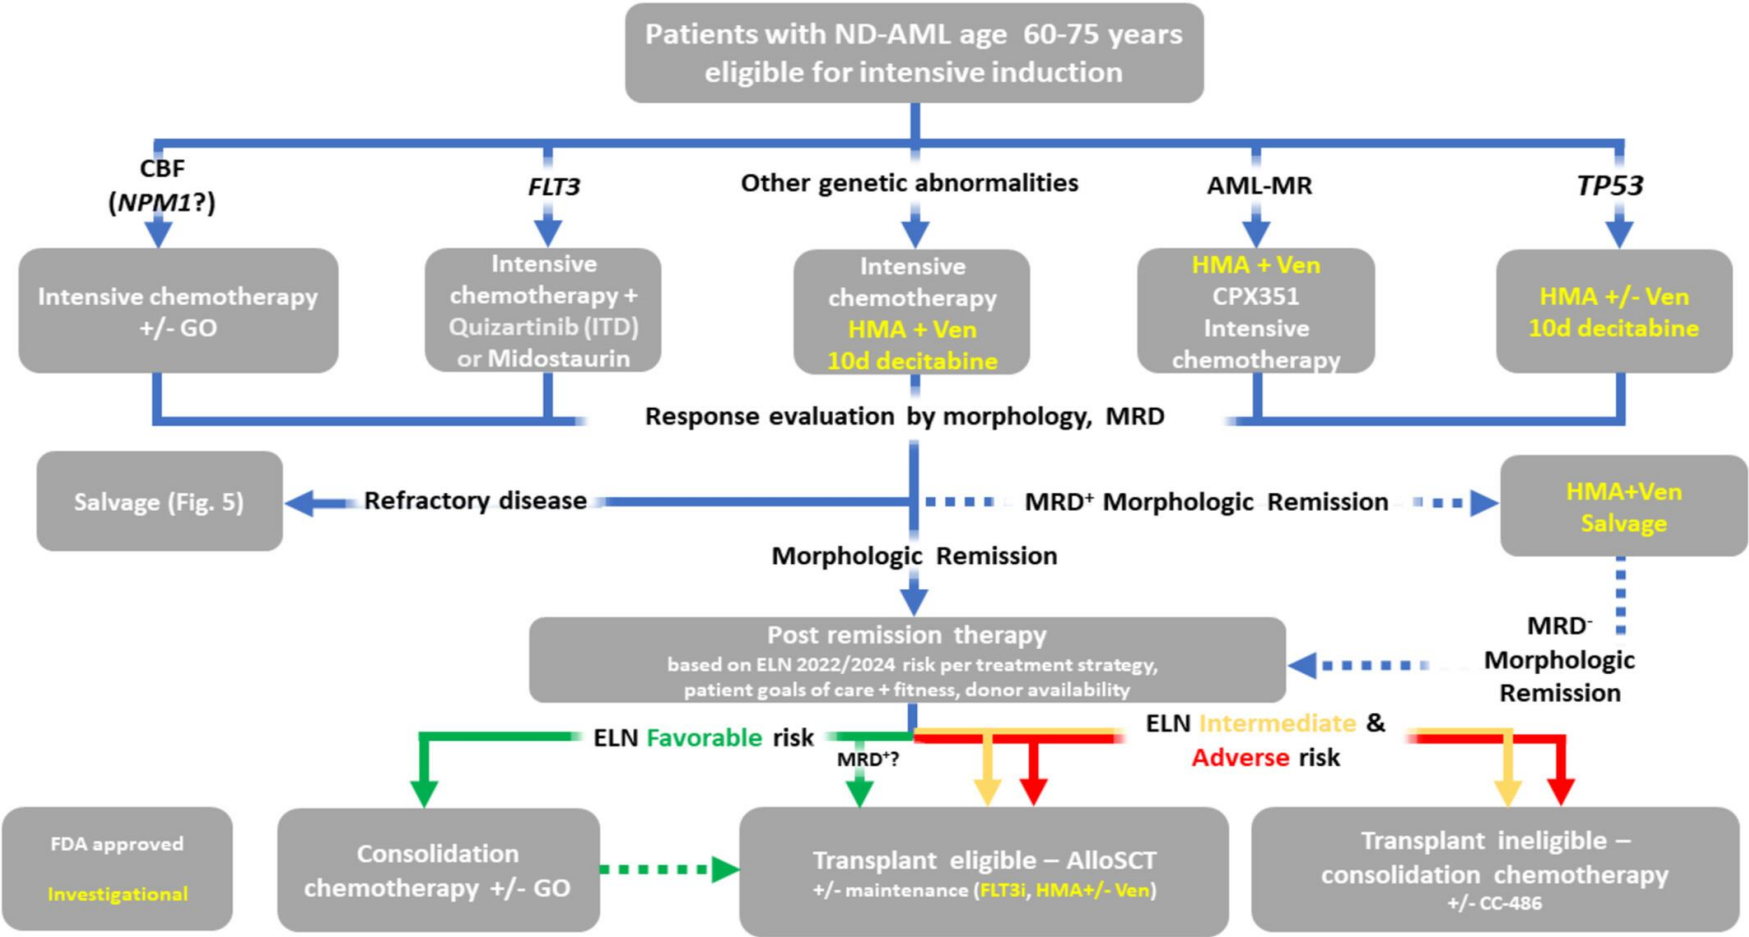 Patients with ND-AML age 60-75 years
eligible for intensive induction
CBF
(NPM1?)
FLT3
Other genetic abnormalities
AML-MR
TP53
Intensive chemotherapy
+/- GO
Intensive
chemotherapy +
Quizartinib (ITD)
or Midostaurin
Intensive
chemotherapy
HMA + Ven
10d decitabine
HMA + Ven
CPX351
Intensive
chemotherapy
HMA +/- Ven
10d decitabine
Response evaluation by morphology, MRD
Salvage (Fig. 5)
Refractory disease
MRD⁺ Morphologic Remission
HMA+Ven
Salvage
Morphologic Remission
Post remission therapy
based on ELN 2022/2024 risk per treatment strategy,
patient goals of care + fitness, donor availability
MRD⁻
Morphologic
Remission
ELN Favorable risk
MRD⁺?
ELN Intermediate &
Adverse risk
FDA approved
Investigational
Consolidation
chemotherapy +/- GO
Transplant eligible – AlloSCT
+/- maintenance (FLT3i, HMA+/- Ven)
Transplant ineligible –
consolidation chemotherapy
+/- CC-486